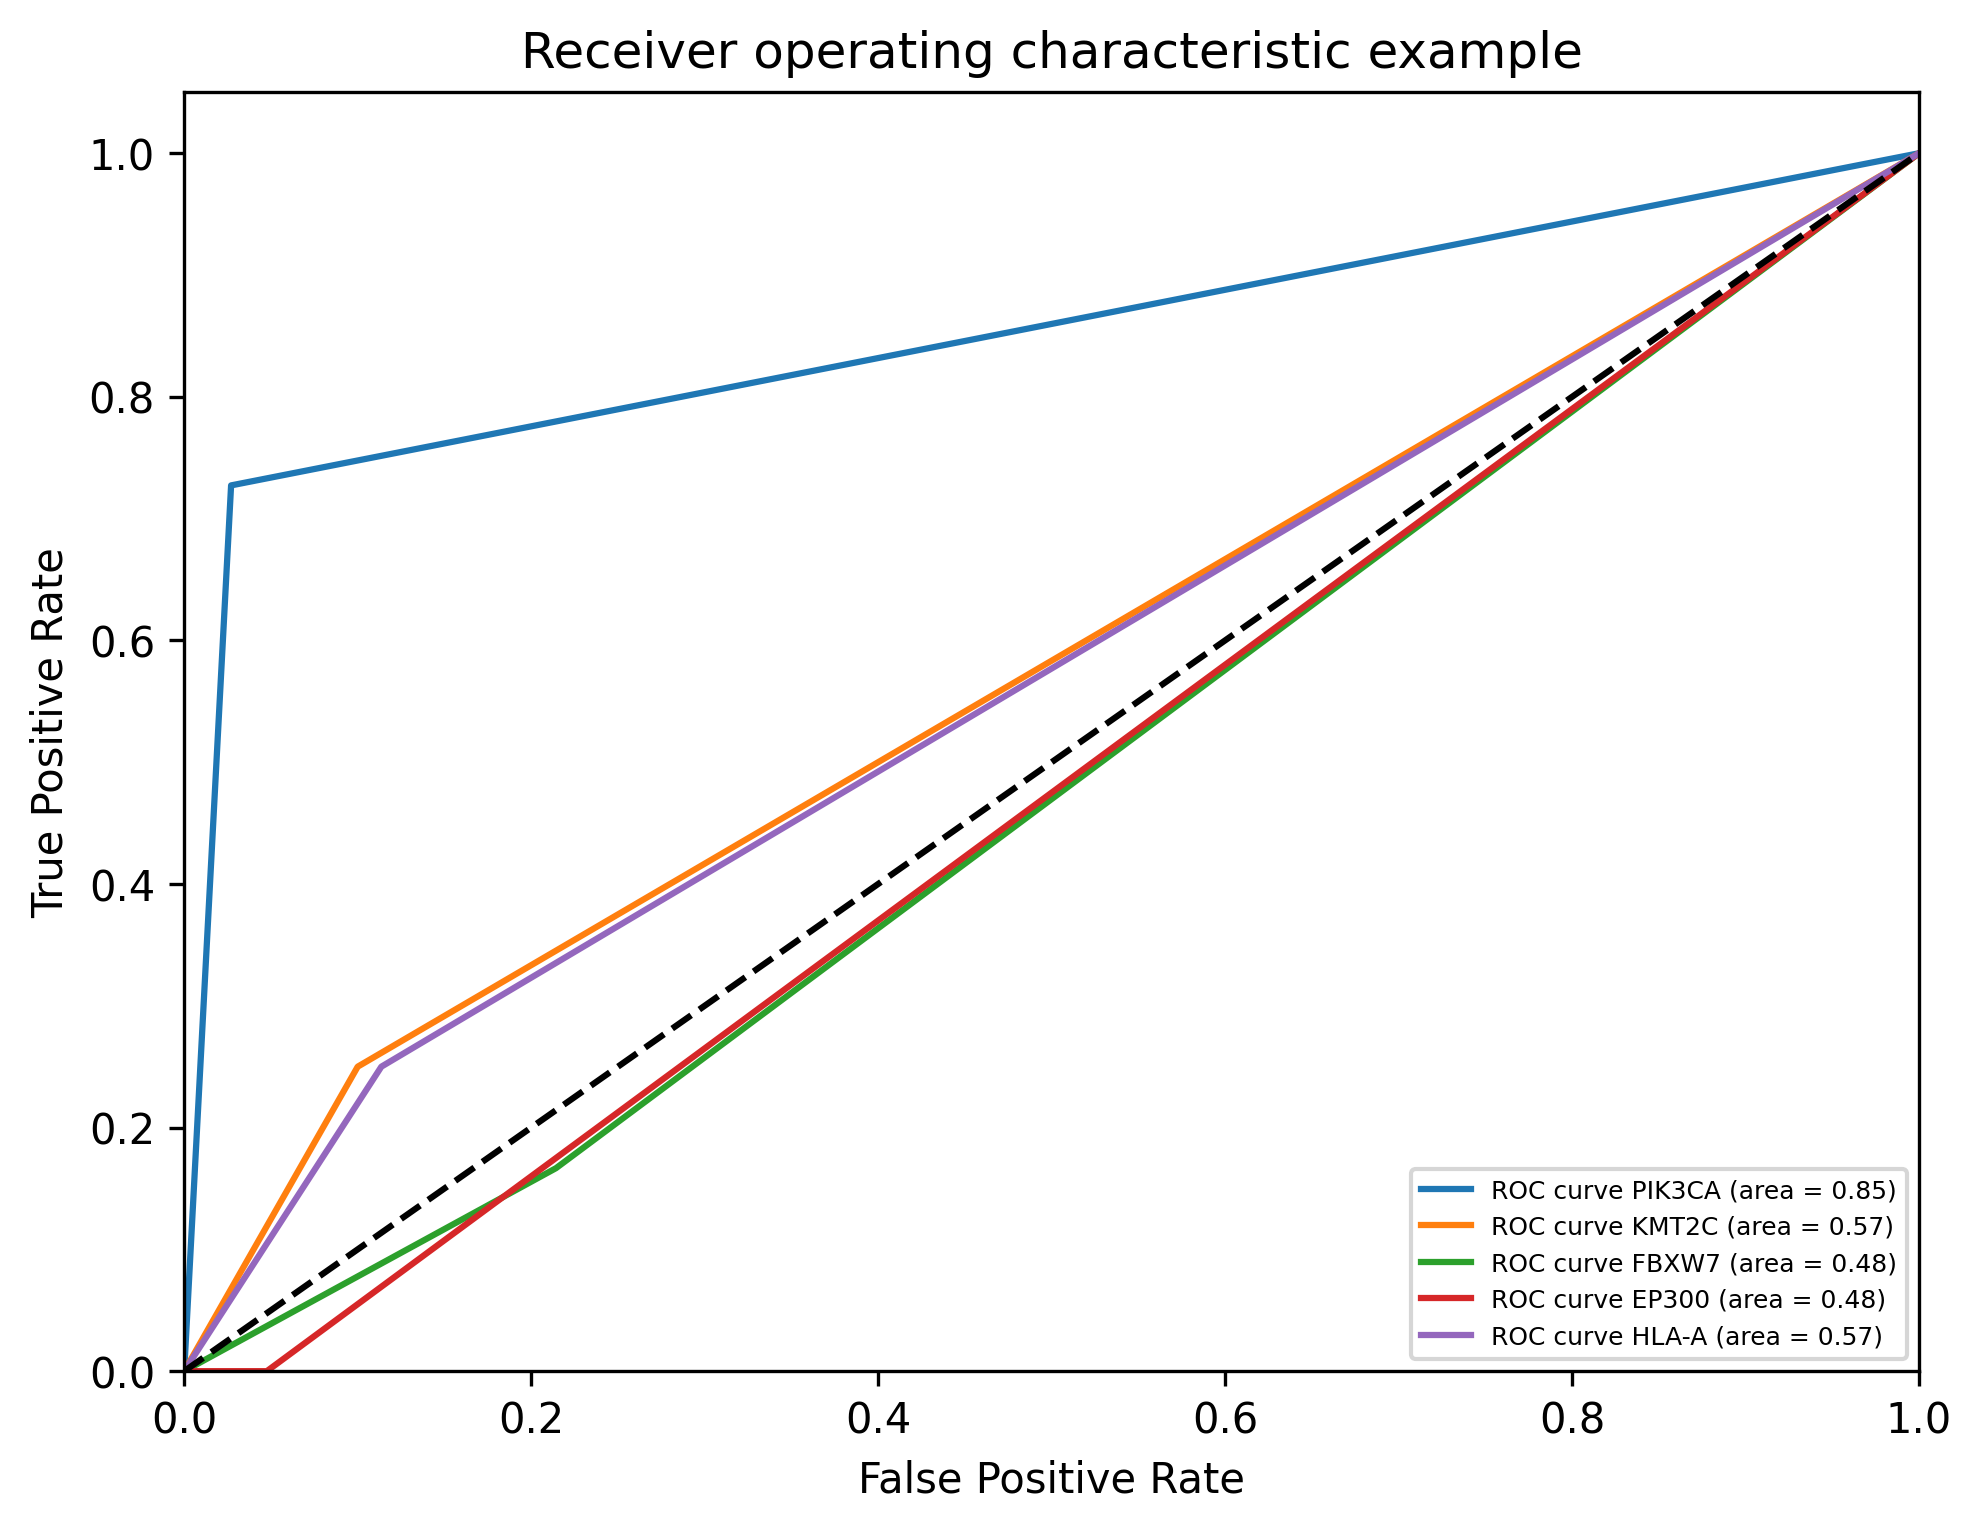 Receiver operating characteristic example
1.0
0.8
0.6
0.4
0.2
0.0
True Positive Rate
ROC curve PIK3CA (area = 0.85)
ROC curve KMT2C (area = 0.57)
ROC curve FBXW7 (area = 0.48)
ROC curve EP300 (area = 0.48)
ROC curve HLA-A (area = 0.57)
0.0 0.2 0.4 0.6 0.8 1.0
False Positive Rate